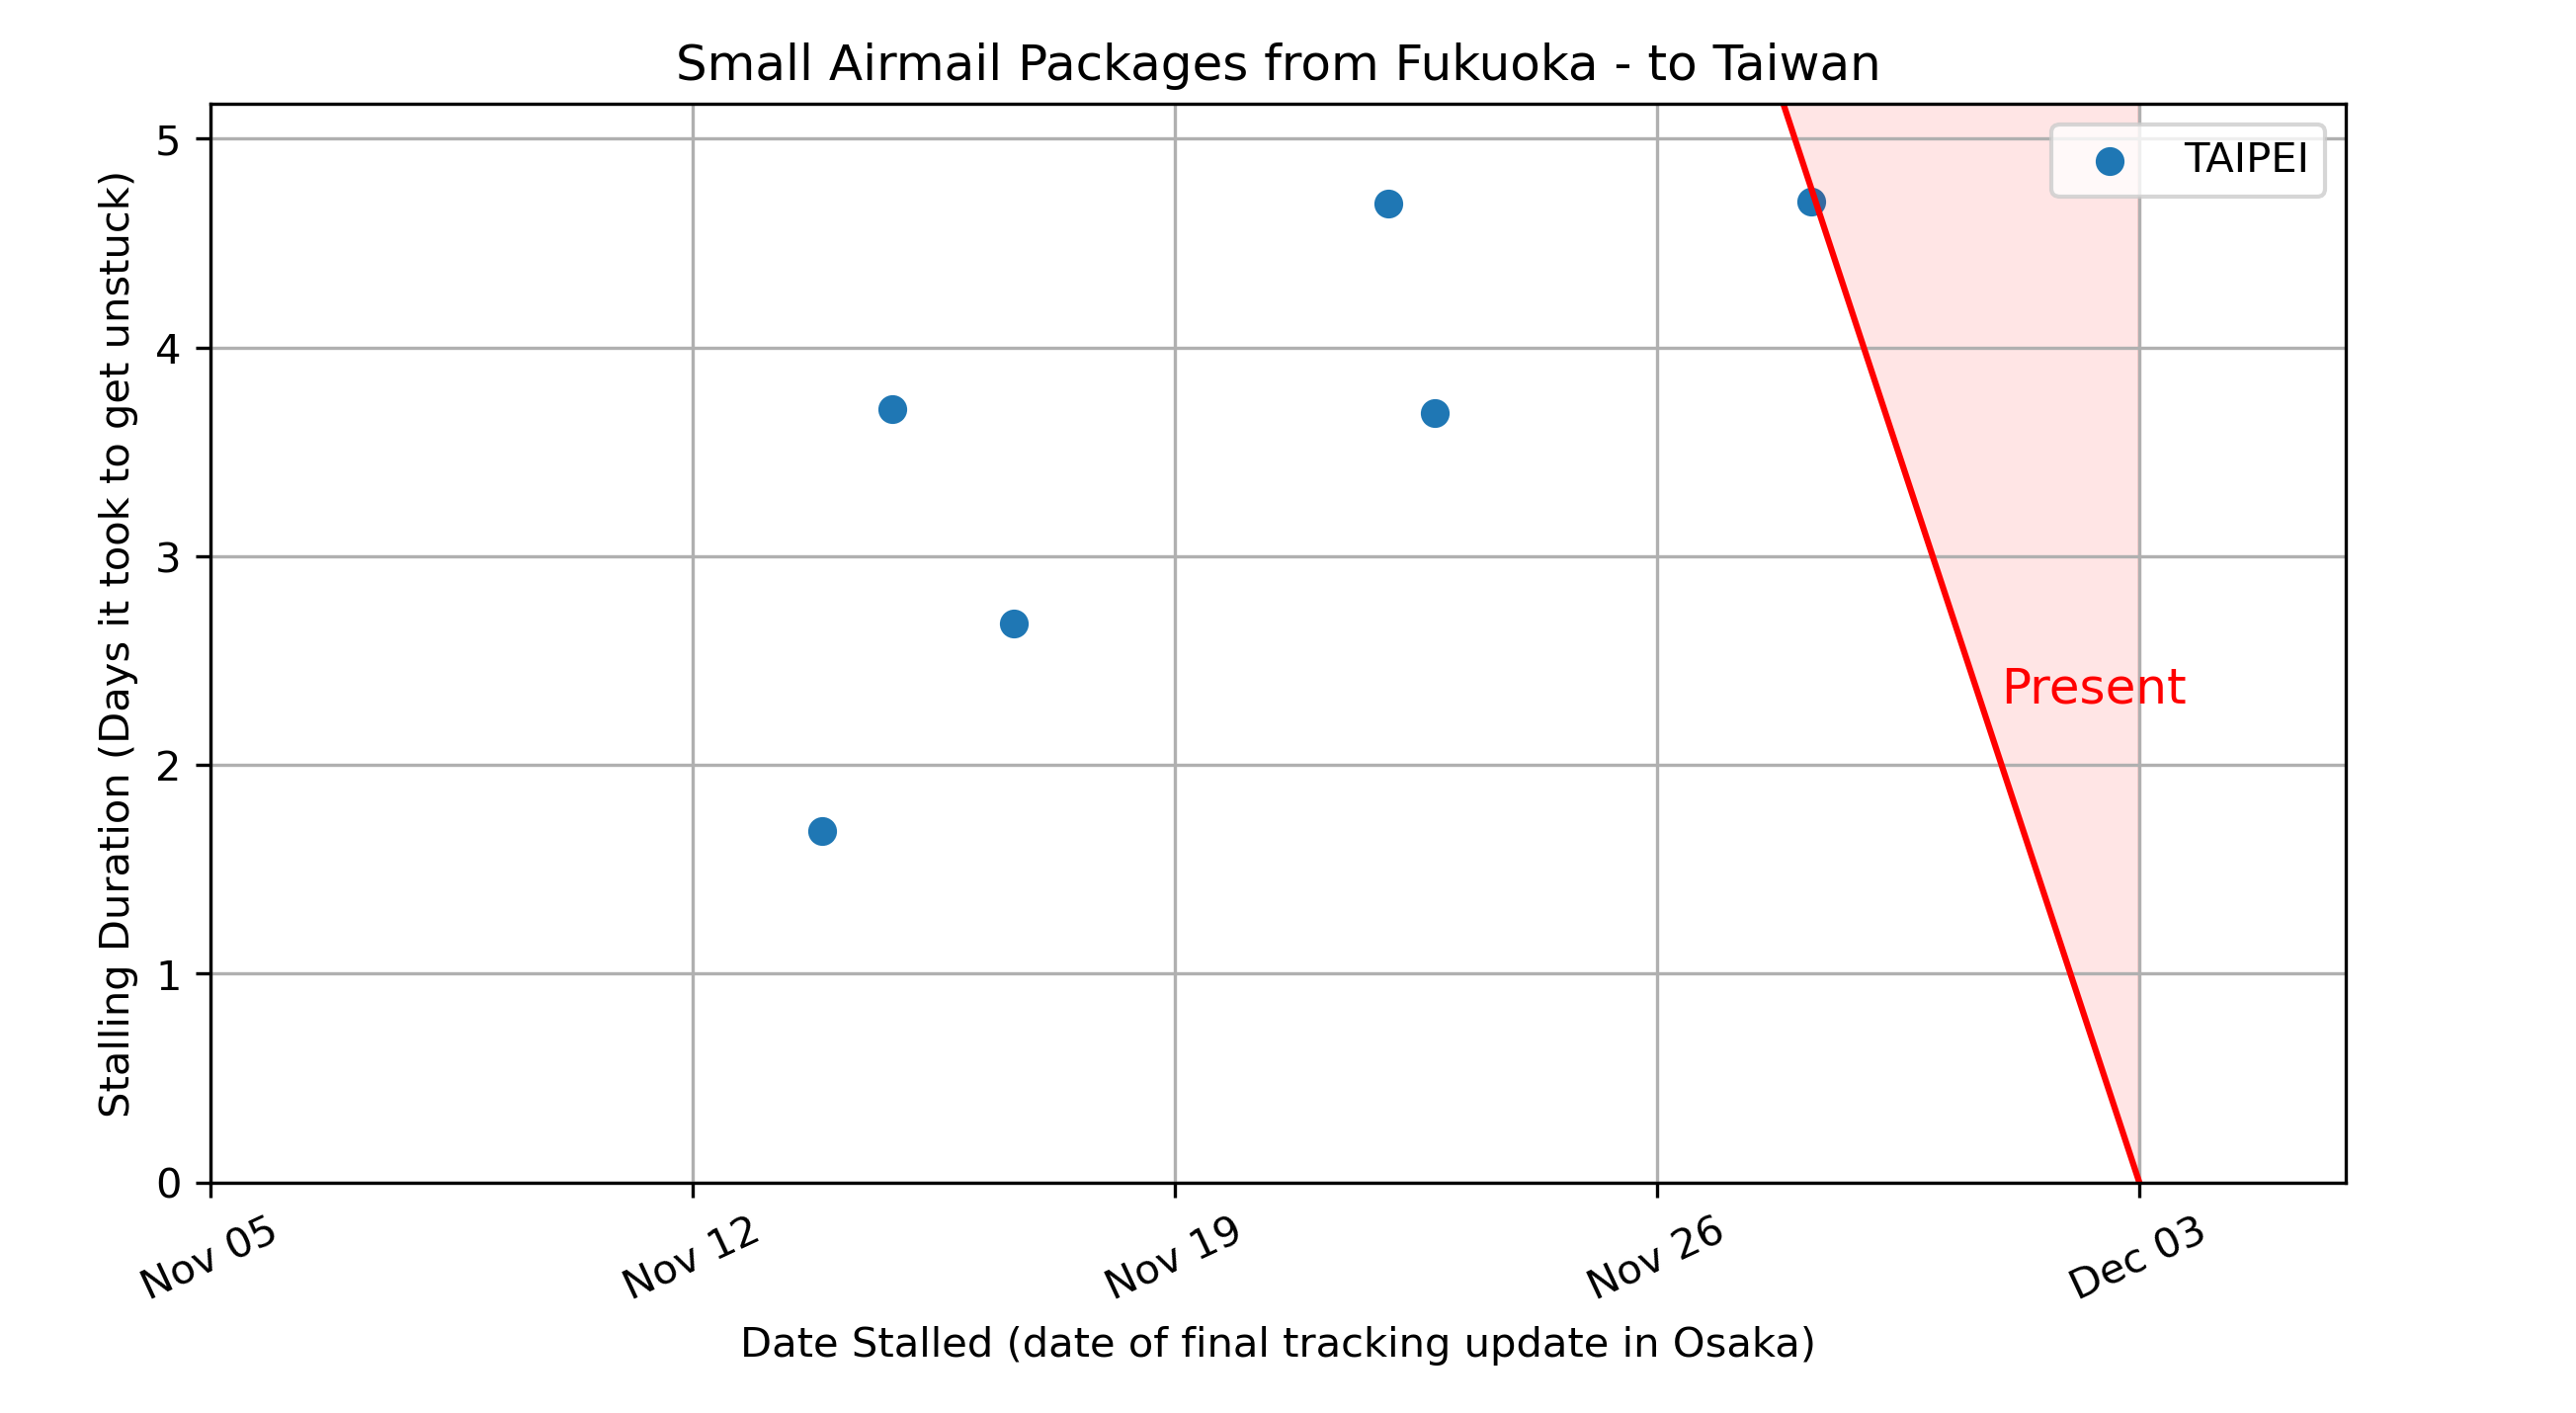 Small Airmail Packages from Fukuoka - to Taiwan
TAIPEI
Present
Stalling Duration (Days it took to get unstuck)
5
4
3
2
1
0
Nov 05
Nov 12
Nov 19
Nov 26
Dec 03
Date Stalled (date of final tracking update in Osaka)